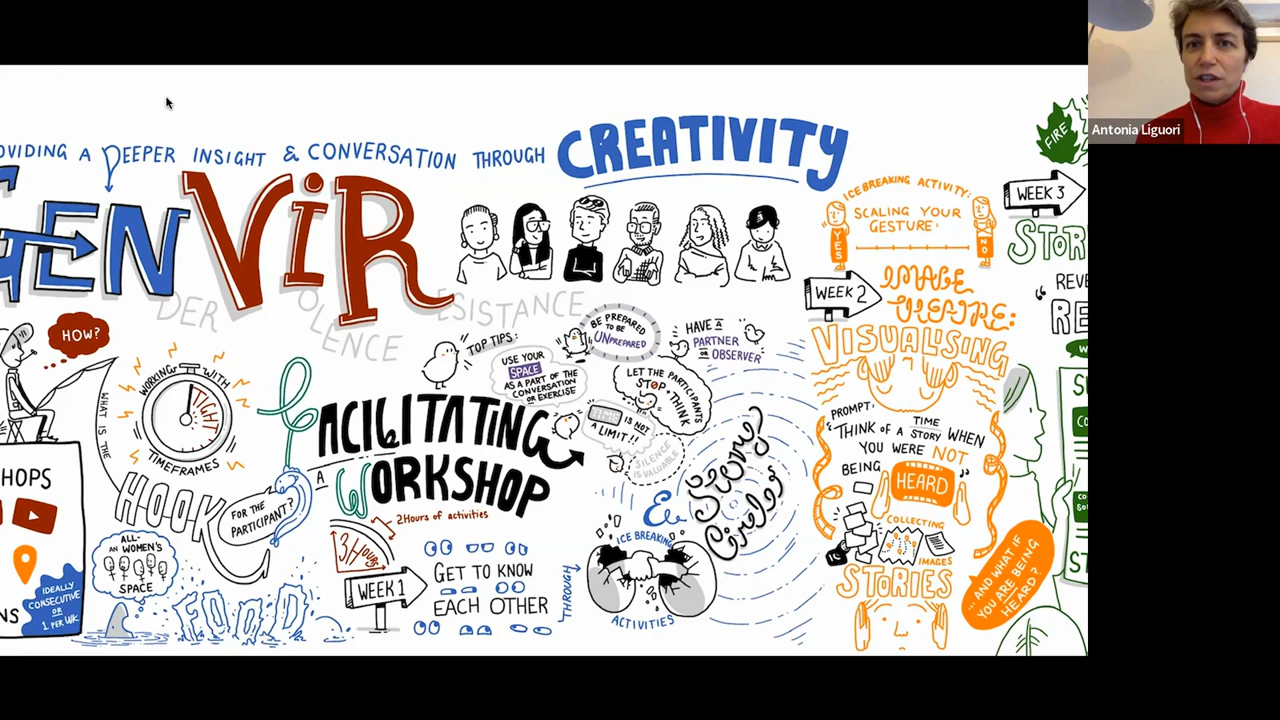 Antonia Liguori
OVIDING A DEEPER INSIGHT & CONVERSATION THROUGH CREATIVITY
GENVIR
DER
OLENCE
ESISTANCE
HOW?
WHAT IS THE
HOOK
FOR THE
PARTICIPANT?
WORKING WITH
TIGHT
TIMEFRAMES
HOPS
NS
IDEALLY
CONSECUTIVE
OR
1 PER WK
ALL-
AN WOMEN'S
SPACE
FOOD
TOP TIPS:
BE PREPARED
TO BE
UNPREPARED
HAVE A
PARTNER
OR OBSERVER
USE YOUR
SPACE
AS A PART OF THE
CONVERSATION
OR EXERCISE
LET THE PARTICIPANTS
STOP
THINK
TIME IS NOT
A LIMIT!!
SILENCE
IS VALUABLE
FACILITATING
A WORKSHOP
2 Hours of activities
3 HOURS
WEEK 1
GET TO KNOW
EACH OTHER
THROUGH
ICE BREAKING
ACTIVITIES
&
Story
Circles
ICE BREAKING ACTIVITY:
'SCALING YOUR
GESTURE'
YES
NO
WEEK 2
IMAGE
THEATRE:
VISUALISING
PROMPT:
"THINK OF A TIME STORY WHEN
YOU WERE NOT
BEING HEARD"
COLLECTING
IMAGES
STORIES
... AND WHAT IF
YOU ARE BEING
HEARD?
FIRE
WEEK 3
STOR
"REVE
RE